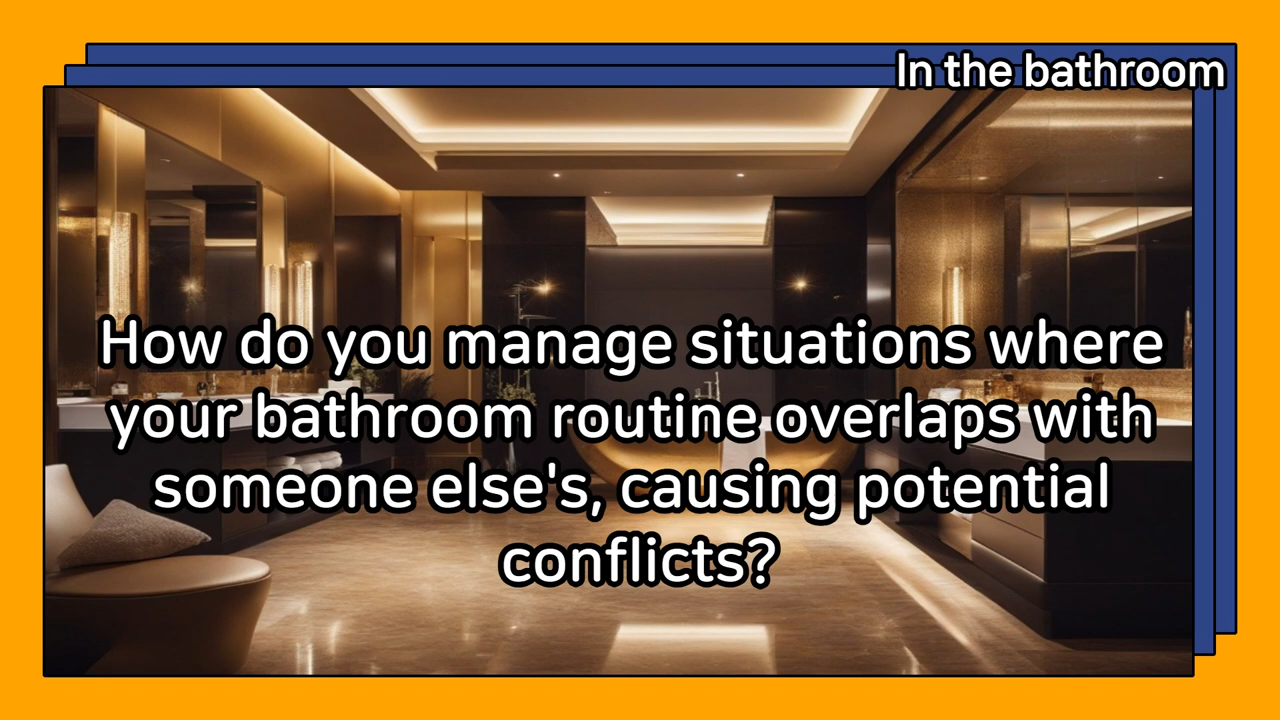 In the bathroom
How do you manage situations where
your bathroom routine overlaps with
someone else's, causing potential
conflicts?